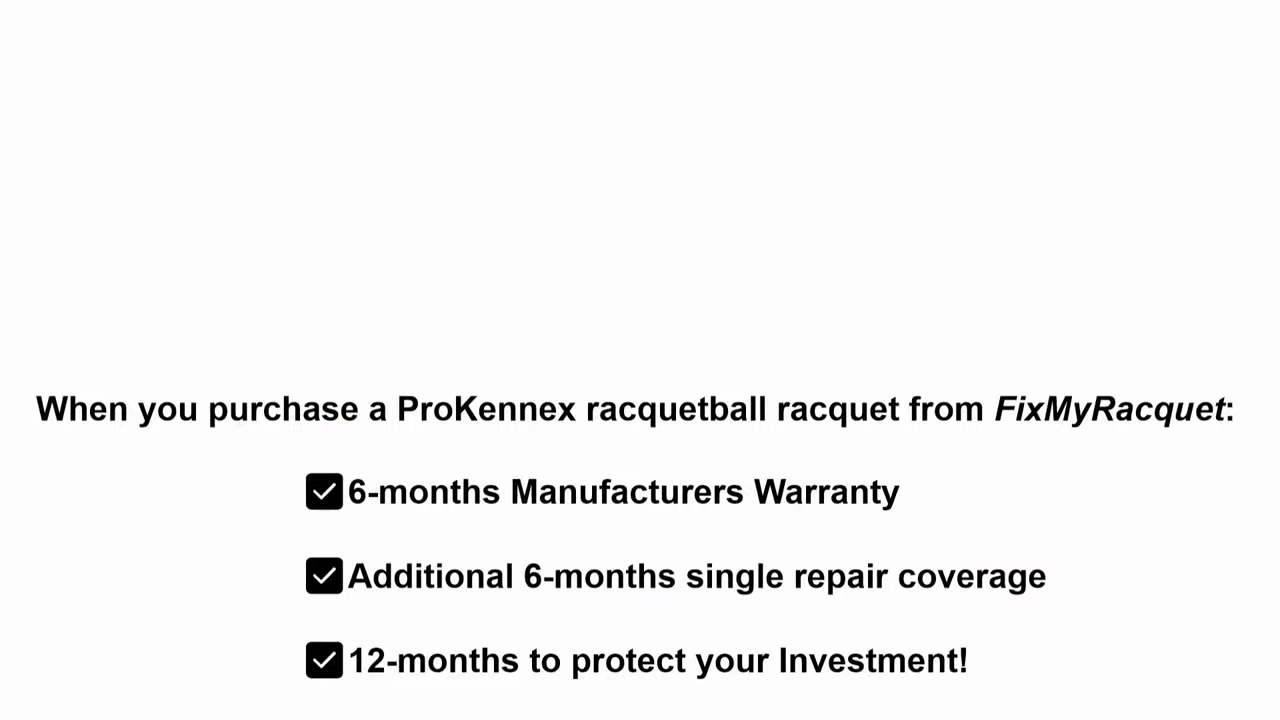 When you purchase a ProKennex racquetball racquet from FixMyRacquet:
6-months Manufacturers Warranty
Additional 6-months single repair coverage
12-months to protect your Investment!